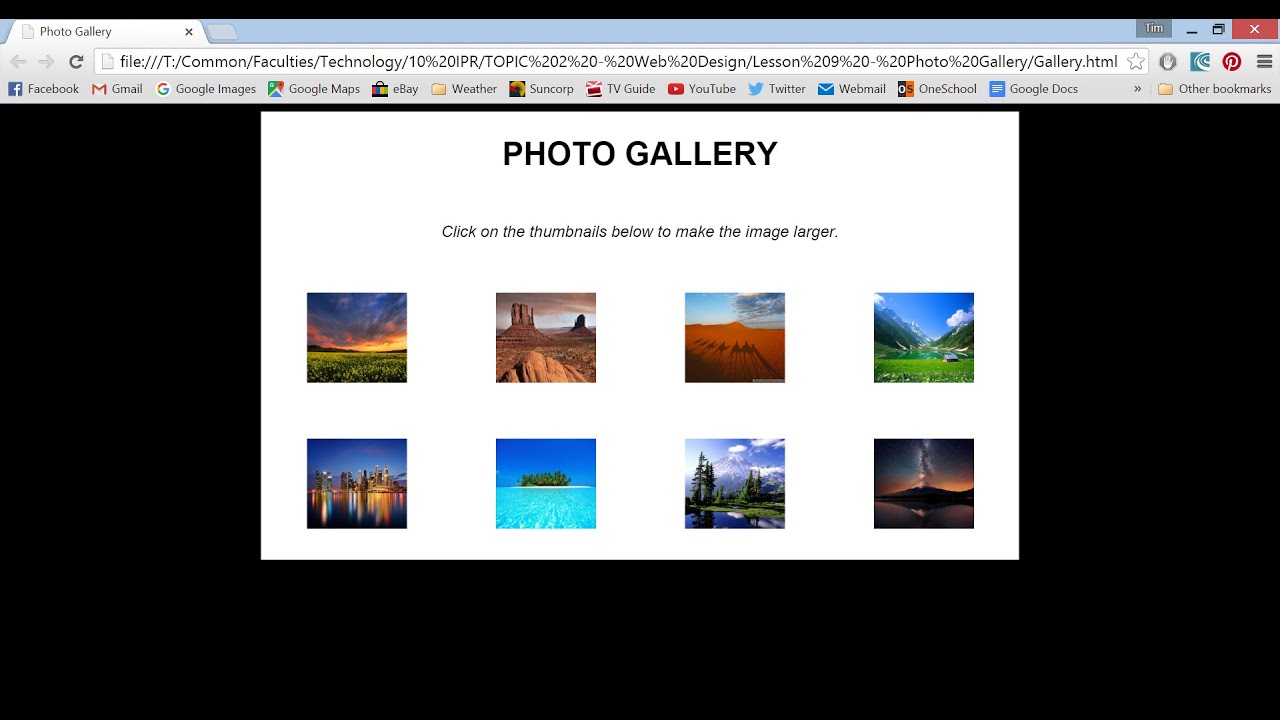 Photo Gallery
Tim
file:///T:/Common/Faculties/Technology/10%20IPR/TOPIC%202%20-%20Web%20Design/Lesson%209%20-%20Photo%20Gallery/Gallery.html
Facebook Gmail Google Images Google Maps eBay Weather Suncorp TV Guide YouTube Twitter Webmail OneSchool Google Docs » Other bookmarks
PHOTO GALLERY
Click on the thumbnails below to make the image larger.